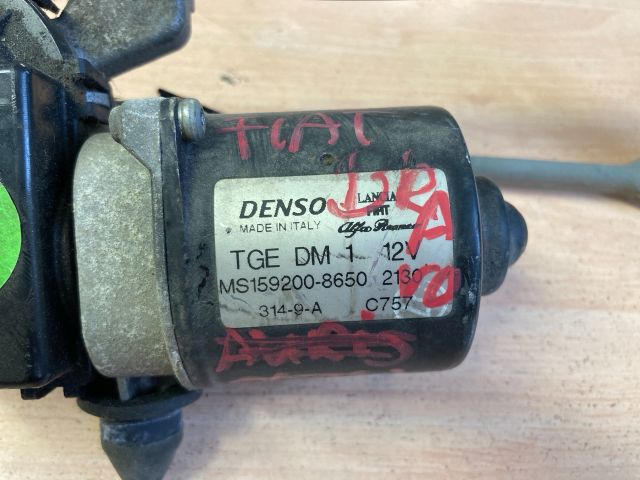 FIAT
DENSO LANCIA
FIAT
MADE IN ITALY Alfa Romeo
TGE DM 1 12V
MS159200-8650 2130
314-9-A C757